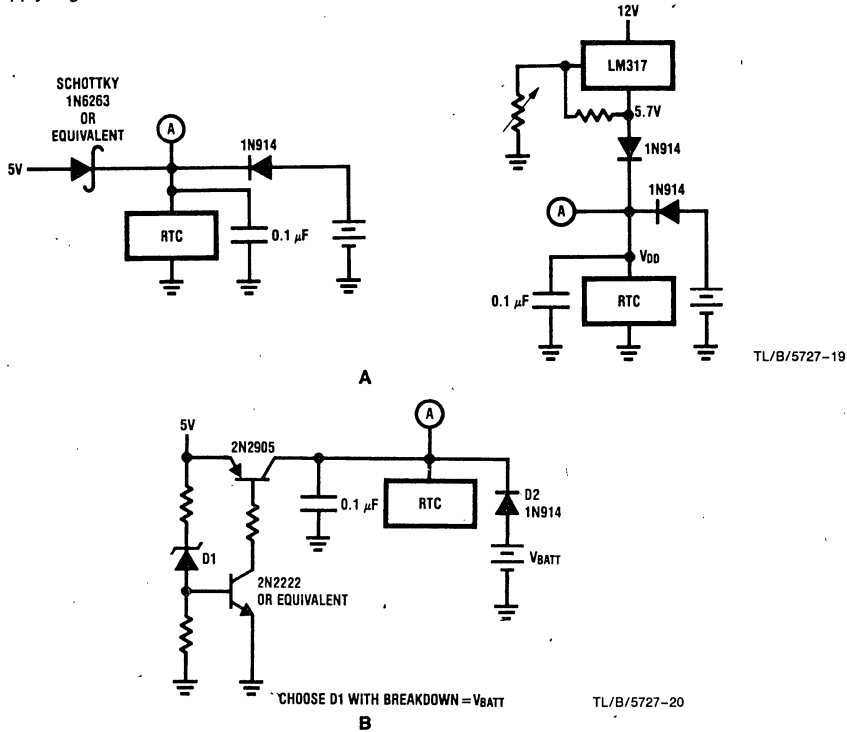 SCHOTTKY
1N6263
OR
EQUIVALENT
A
1N914
5V
RTC
0.1 µF
12V
LM317
5.7V
1N914
1N914
A
VDD
0.1 µF
RTC
TL/B/5727-19
A
5V
2N2905
A
0.1 µF
RTC
D2
1N914
D1
VBATT
2N2222
OR EQUIVALENT
CHOOSE D1 WITH BREAKDOWN = VBATT
TL/B/5727-20
B